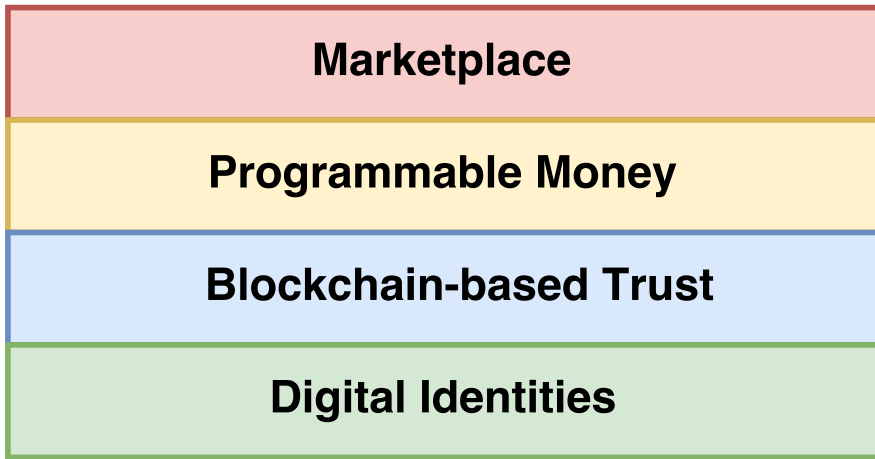 Marketplace
Programmable Money
Blockchain-based Trust
Digital Identities